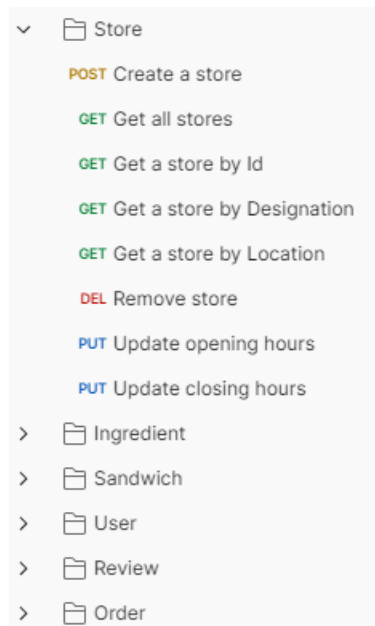 Store
POST Create a store
GET Get all stores
GET Get a store by Id
GET Get a store by Designation
GET Get a store by Location
DEL Remove store
PUT Update opening hours
PUT Update closing hours
Ingredient
Sandwich
User
Review
Order